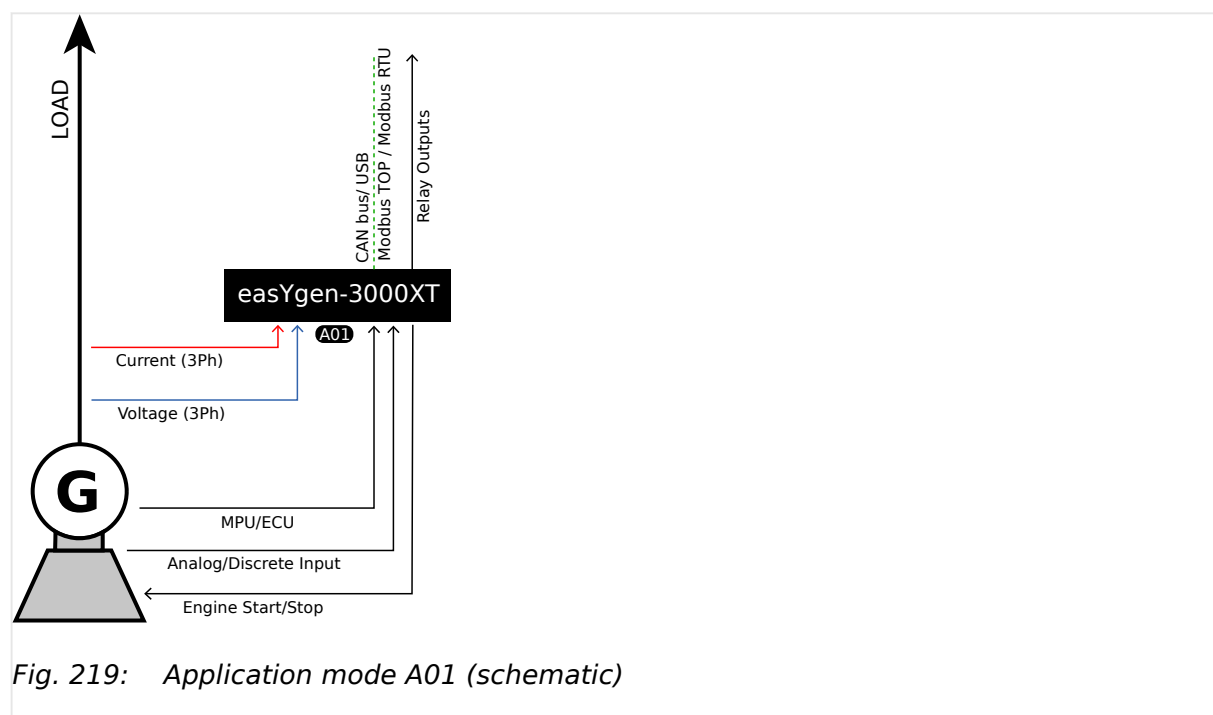 LOAD
CAN bus/ USB
Modbus TOP / Modbus RTU
Relay Outputs
easYgen-3000XT
A01
Current (3Ph)
Voltage (3Ph)
G
MPU/ECU
Analog/Discrete Input
Engine Start/Stop
Fig. 219: Application mode A01 (schematic)